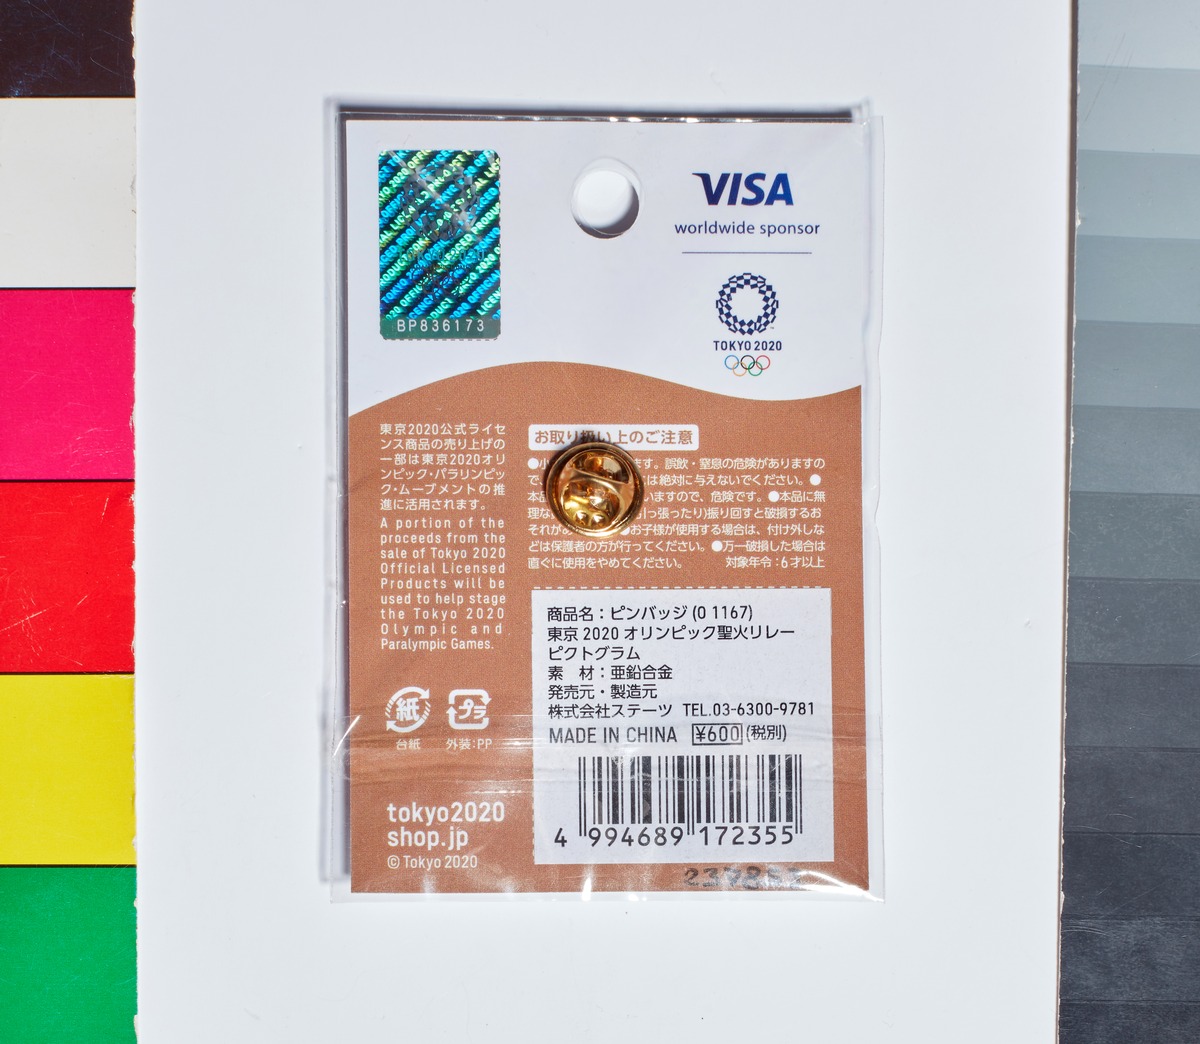 BP836173
VISA
worldwide sponsor
TOKYO 2020
東京2020公式ライセ
ンス商品の売り上げの
一部は東京2020オリ
ンピック・パラリンピッ
ク・ムーブメントの推
進に活用されます。
A portion of the
proceeds from the
sale of Tokyo 2020
Official Licensed
Products will be
used to help stage
the Tokyo 2020
Olympic and
Paralympic Games.
お取り扱い上のご注意
●小 ます。誤飲・窒息の危険がありますの
で、 には絶対に与えないでください。●
本品 いますので、危険です。●本品に無
理な 引っ張ったり)振り回すと破損するお
それがあ ●お子様が使用する場合は、付け外しな
どは保護者の方が行ってください。●万一破損した場合は
直ぐに使用をやめてください。 対象年令:6才以上
商品名:ピンバッジ(0 1167)
東京 2020 オリンピック聖火リレー
ピクトグラム
素 材:亜鉛合金
発売元・製造元
株式会社ステーツ TEL.03-6300-9781
MADE IN CHINA ¥600(税別)
4 994689 172355
紙
台紙
プラ
外装:PP
tokyo2020
shop.jp
© Tokyo 2020